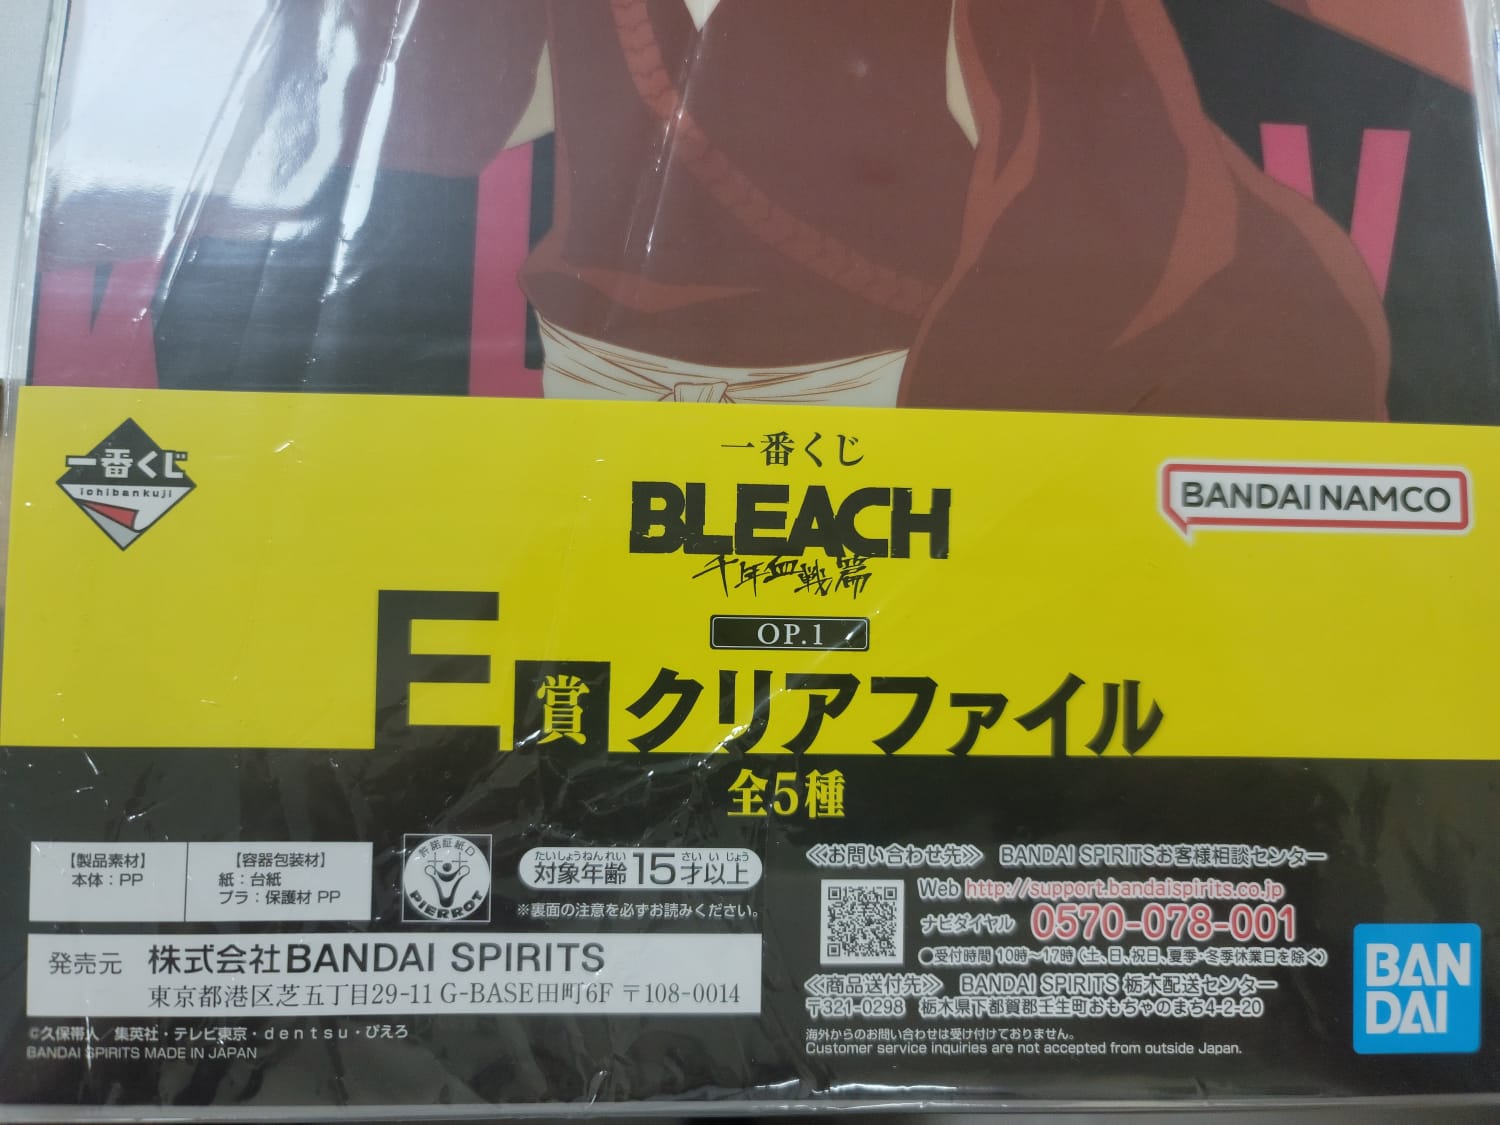 一番くじ
ichibankuji
一番くじ
BLEACH
千年血戦篇
BANDAI NAMCO
OP.1
E賞 クリアファイル
全5種
【製品素材】
本体：PP
【容器包装材】
紙：台紙
プラ：保護材 PP
許諾証紙D
PIERROT
たいしょうねんれい さいいじょう
対象年齢15才以上
※裏面の注意を必ずお読みください。
発売元 株式会社BANDAI SPIRITS
東京都港区芝五丁目29-11 G-BASE田町6F 〒108-0014
©久保帯人／集英社・テレビ東京・dentsu・ぴえろ
BANDAI SPIRITS MADE IN JAPAN
≪お問い合わせ先≫ BANDAI SPIRITSお客様相談センター
Web http://support.bandaispirits.co.jp
ナビダイヤル 0570-078-001
●受付時間 10時〜17時（土、日、祝日、夏季・冬季休業日を除く）
≪商品送付先≫ BANDAI SPIRITS 栃木配送センター
〒321-0298 栃木県下都賀郡壬生町おもちゃのまち4-2-20
海外からのお問い合わせは受け付けておりません。
Customer service inquiries are not accepted from outside Japan.
BAN
DAI